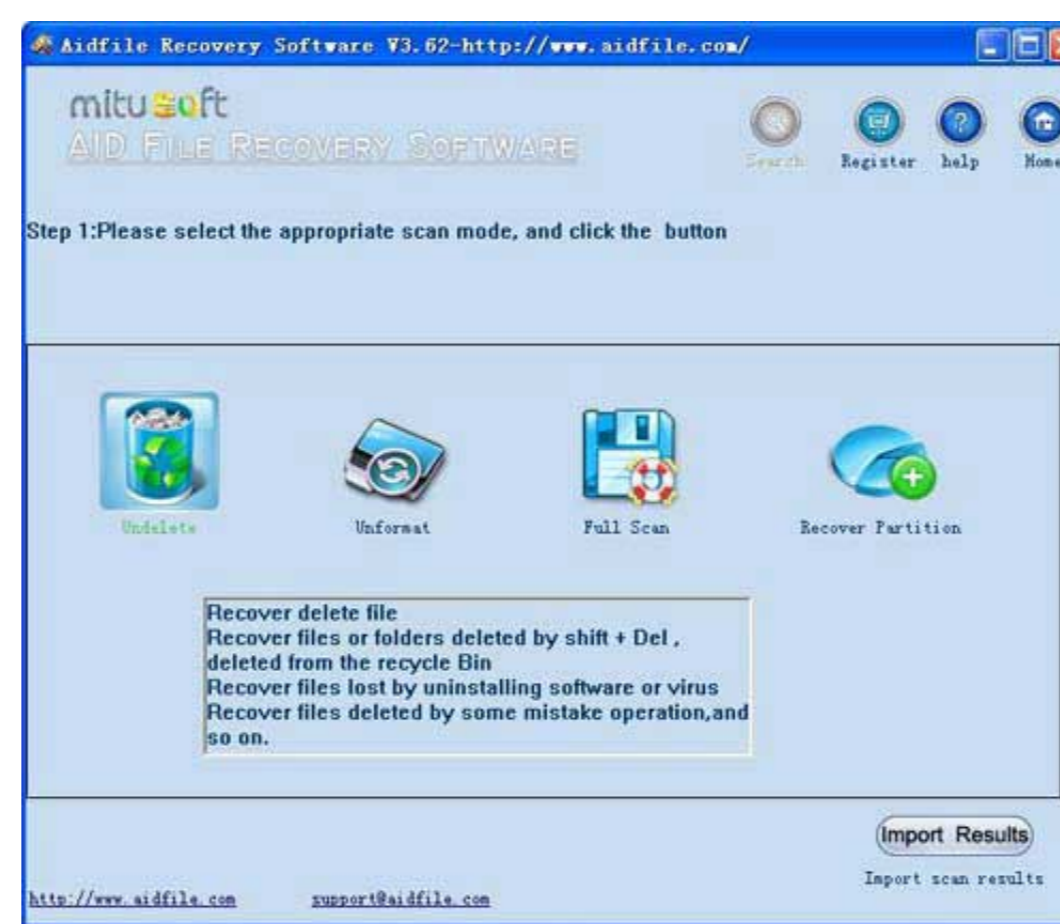 Aidfile Recovery Software V3.62-http://www.aidfile.com/
mitusoft
AID FILE RECOVERY SOFTWARE
Search Register help Home
Step 1:Please select the appropriate scan mode, and click the button
Undelete Unformat Full Scan Recover Partition
Recover delete file
Recover files or folders deleted by shift + Del ,
deleted from the recycle Bin
Recover files lost by uninstalling software or virus
Recover files deleted by some mistake operation,and
so on.
Import Results
Import scan results
http://www.aidfile.com support@aidfile.com